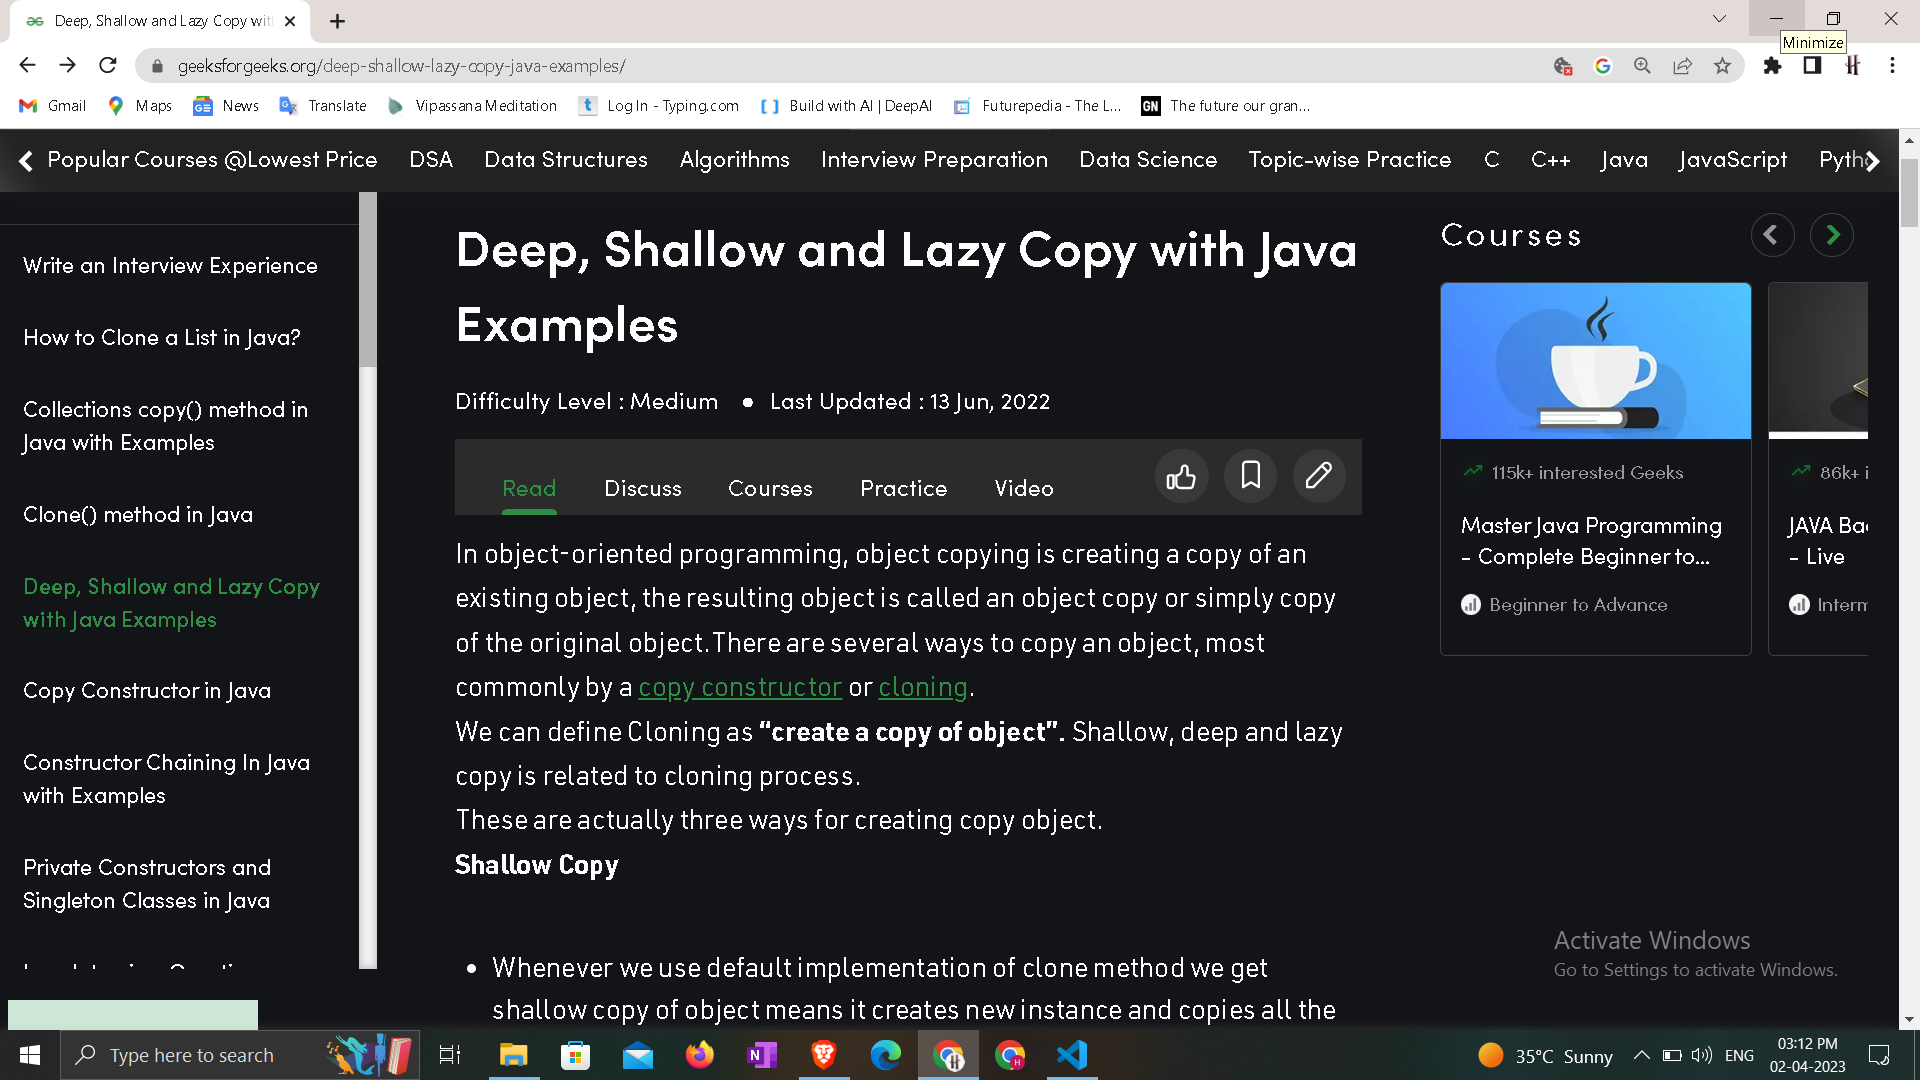 Deep, Shallow and Lazy Copy wit
Minimize
geeksforgeeks.org/deep-shallow-lazy-copy-java-examples/
Gmail
Maps
News
Translate
Vipassana Meditation
Log In - Typing.com
Build with AI | DeepAI
Futurepedia - The L...
GN
The future our gran...
Popular Courses @Lowest Price
DSA
Data Structures
Algorithms
Interview Preparation
Data Science
Topic-wise Practice
C
C++
Java
JavaScript
Write an Interview Experience
How to Clone a List in Java?
Collections copy() method in
Java with Examples
Clone() method in Java
Deep, Shallow and Lazy Copy
with Java Examples
Copy Constructor in Java
Constructor Chaining In Java
with Examples
Private Constructors and
Singleton Classes in Java
Deep, Shallow and Lazy Copy with Java
Examples
Difficulty Level : Medium ● Last Updated : 13 Jun, 2022
Read
Discuss
Courses
Practice
Video
In object-oriented programming, object copying is creating a copy of an
existing object, the resulting object is called an object copy or simply copy
of the original object.There are several ways to copy an object, most
commonly by a copy constructor or cloning.
We can define Cloning as “create a copy of object”. Shallow, deep and lazy
copy is related to cloning process.
These are actually three ways for creating copy object.
Shallow Copy
• Whenever we use default implementation of clone method we get
shallow copy of object means it creates new instance and copies all the
Courses
115k+ interested Geeks
Master Java Programming
- Complete Beginner to...
Beginner to Advance
86k+ i
JAVA Bac
- Live
Interm
Activate Windows
Go to Settings to activate Windows.
Type here to search
35°C Sunny
ENG
03:12 PM
02-04-2023